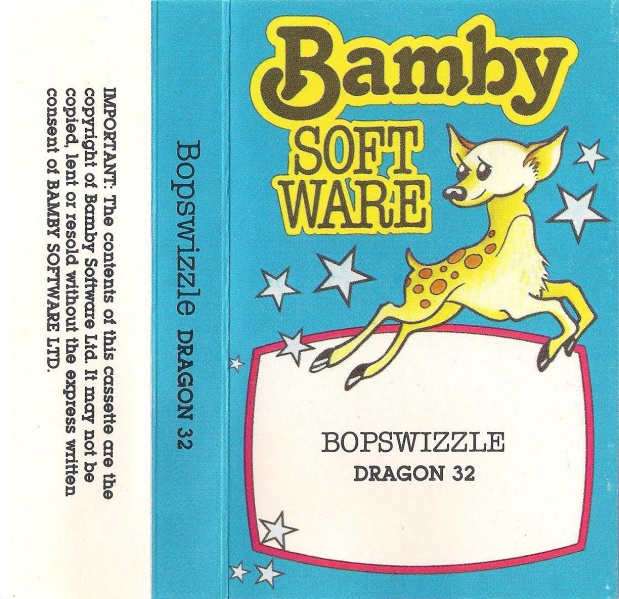 IMPORTANT: The contents of this cassette are the
copyright of Bamby Software Ltd. It may not be
copied, lent or resold without the express written
consent of BAMBY SOFTWARE LTD.
Bopswizzle DRAGON 32
Bamby
SOFT
WARE
BOPSWIZZLE
DRAGON 32